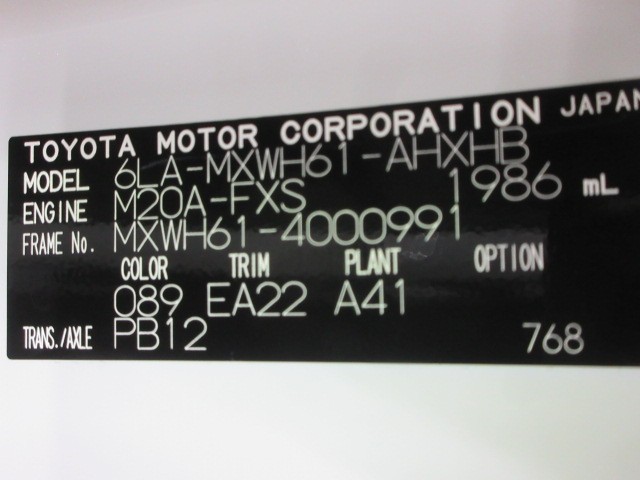 TOYOTA MOTOR CORPORATION JAPAN
MODEL 6LA-MXWH61-AHXHB
ENGINE M20A-FXS 1986 mL
FRAME No. MXWH61-4000991
COLOR TRIM PLANT OPTION
089 EA22 A41
TRANS./AXLE PB12 768